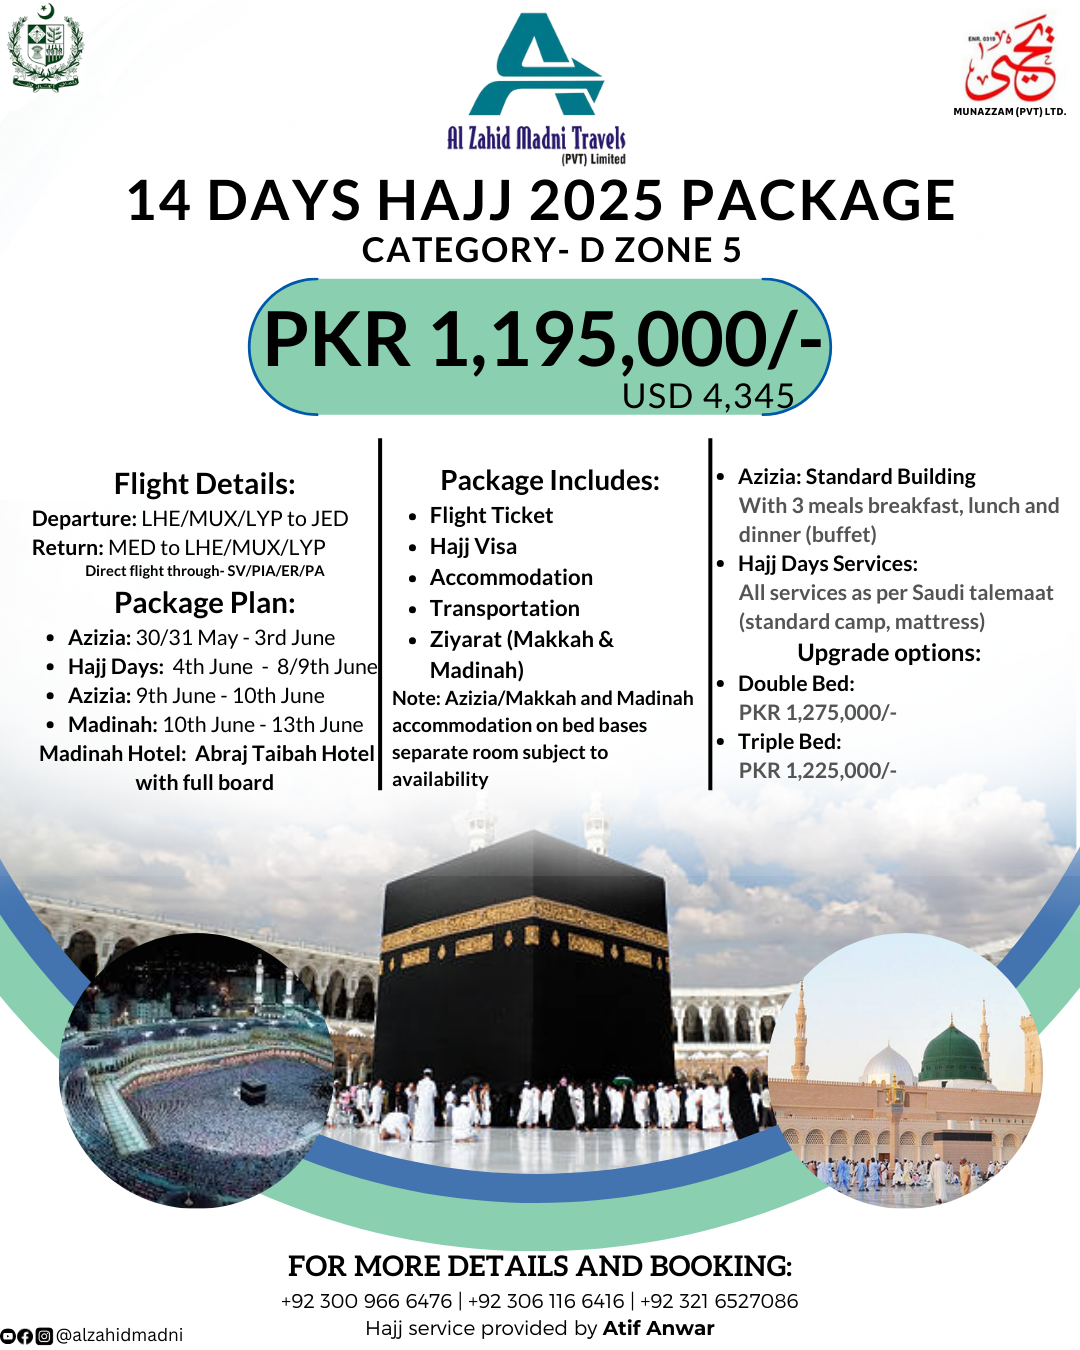 ENR. 0319
يحيى
MUNAZZAM (PVT) LTD.
Al Zahid Madni Travels
(PVT) Limited
14 DAYS HAJJ 2025 PACKAGE
CATEGORY- D ZONE 5
PKR 1,195,000/-
USD 4,345
Flight Details:
Departure: LHE/MUX/LYP to JED
Return: MED to LHE/MUX/LYP
Direct flight through- SV/PIA/ER/PA
Package Plan:
• Azizia: 30/31 May - 3rd June
• Hajj Days:  4th June  -  8/9th June
• Azizia: 9th June - 10th June
• Madinah: 10th June - 13th June
Madinah Hotel:  Abraj Taibah Hotel
with full board
Package Includes:
• Flight Ticket
• Hajj Visa
• Accommodation
• Transportation
• Ziyarat (Makkah &
Madinah)
Note: Azizia/Makkah and Madinah
accommodation on bed bases
separate room subject to
availability
• Azizia: Standard Building
With 3 meals breakfast, lunch and
dinner (buffet)
• Hajj Days Services:
All services as per Saudi talemaat
(standard camp, mattress)
Upgrade options:
• Double Bed:
PKR 1,275,000/-
• Triple Bed:
PKR 1,225,000/-
FOR MORE DETAILS AND BOOKING:
+92 300 966 6476 | +92 306 116 6416 | +92 321 6527086
Hajj service provided by Atif Anwar
@alzahidmadni